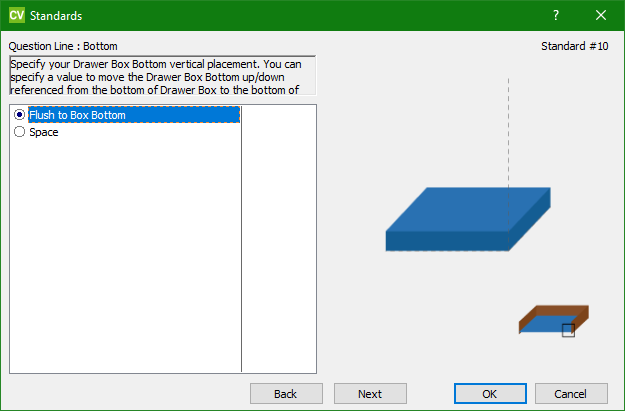 CV Standards ?
Question Line : Bottom
Standard #10
Specify your Drawer Box Bottom vertical placement. You can
specify a value to move the Drawer Box Bottom up/down
referenced from the bottom of Drawer Box to the bottom of
Flush to Box Bottom
Space
Back Next OK Cancel